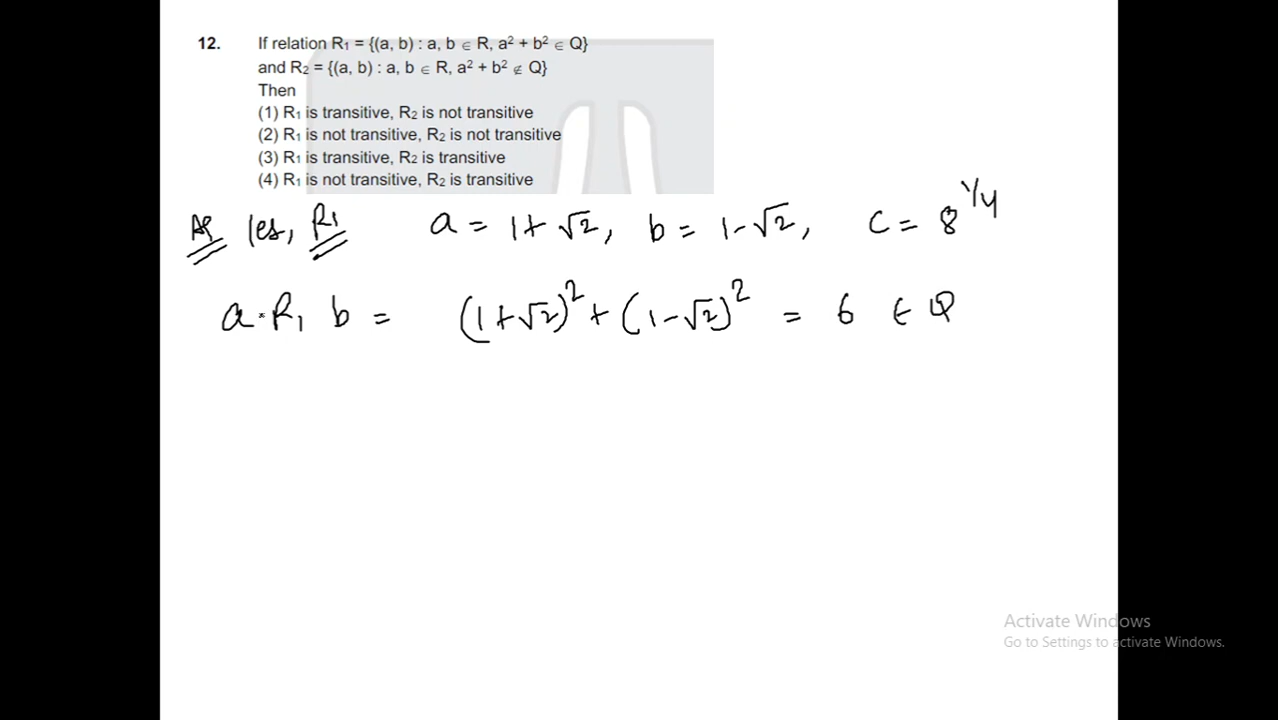 12. If relation R₁ = {(a, b) : a, b ∈ R, a² + b² ∈ Q}
and R₂ = {(a, b) : a, b ∈ R, a² + b² ∉ Q}
Then
(1) R₁ is transitive, R₂ is not transitive
(2) R₁ is not transitive, R₂ is not transitive
(3) R₁ is transitive, R₂ is transitive
(4) R₁ is not transitive, R₂ is transitive
les, R₁ a = 1+√2, b = 1-√2, c = 8^1/4
a·R₁ b = (1+√2)² + (1-√2)² = 6 ∈ Q
Activate Windows
Go to Settings to activate Windows.